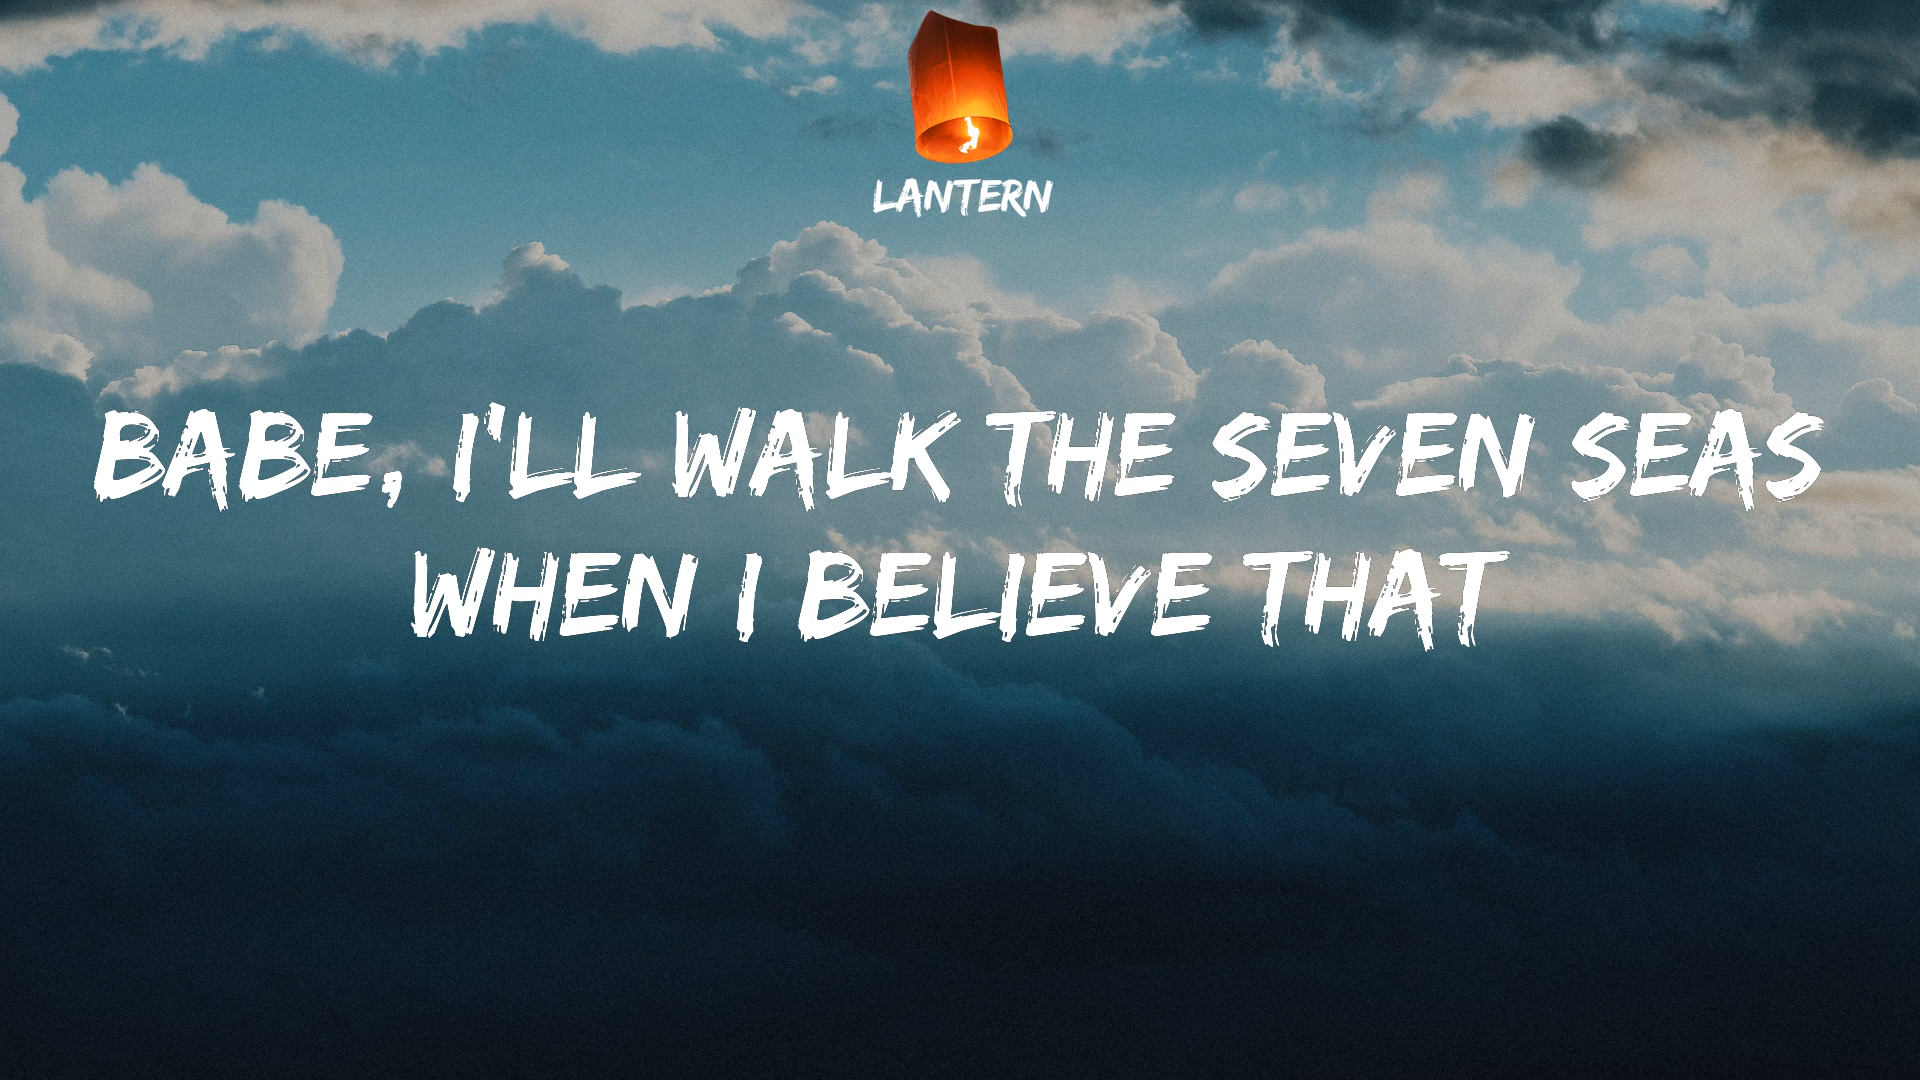 LANTERN
BABE, I'LL WALK THE SEVEN SEAS
WHEN I BELIEVE THAT